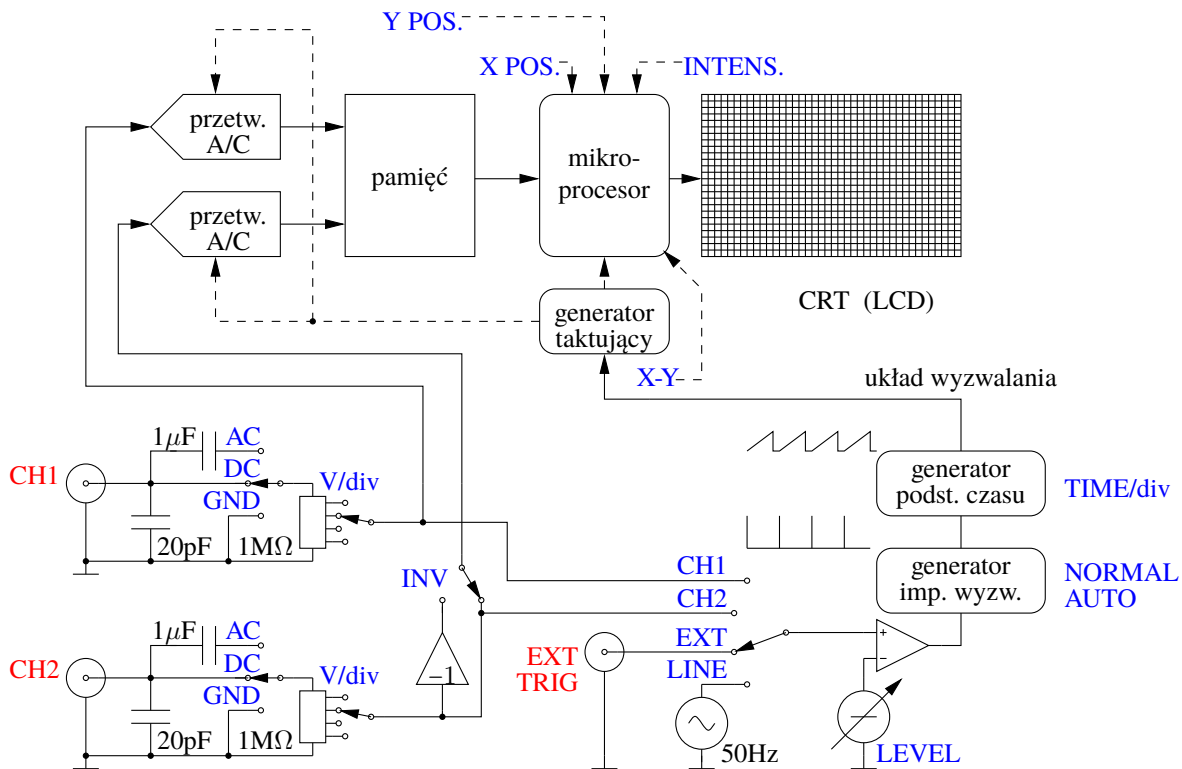 Y POS.
X POS.
INTENS.
przetw.
A/C
pamięć
mikro-
procesor
przetw.
A/C
CRT (LCD)
generator
taktujący
X-Y
układ wyzwalania
1μF
AC
CH1
DC
V/div
GND
20pF
1MΩ
generator
podst. czasu
TIME/div
INV
CH1
generator
imp. wyzw.
NORMAL
AUTO
CH2
1μF
AC
CH2
DC
V/div
GND
20pF
1MΩ
−1
EXT
TRIG
EXT
LINE
+
−
50Hz
LEVEL